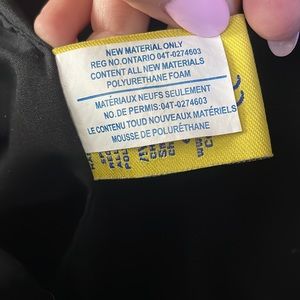 NEW MATERIAL ONLY
REG NO.ONTARIO 04T-0274603
CONTENT ALL NEW MATERIALS
POLYURETHANE FOAM
MATÉRIAUX NEUFS SEULEMENT
NO.DE PERMIS:04T-0274603
LE CONTENU TOUD NOUVEAUX MATÉRIELS
MOUSSE DE POLURÉTHANE